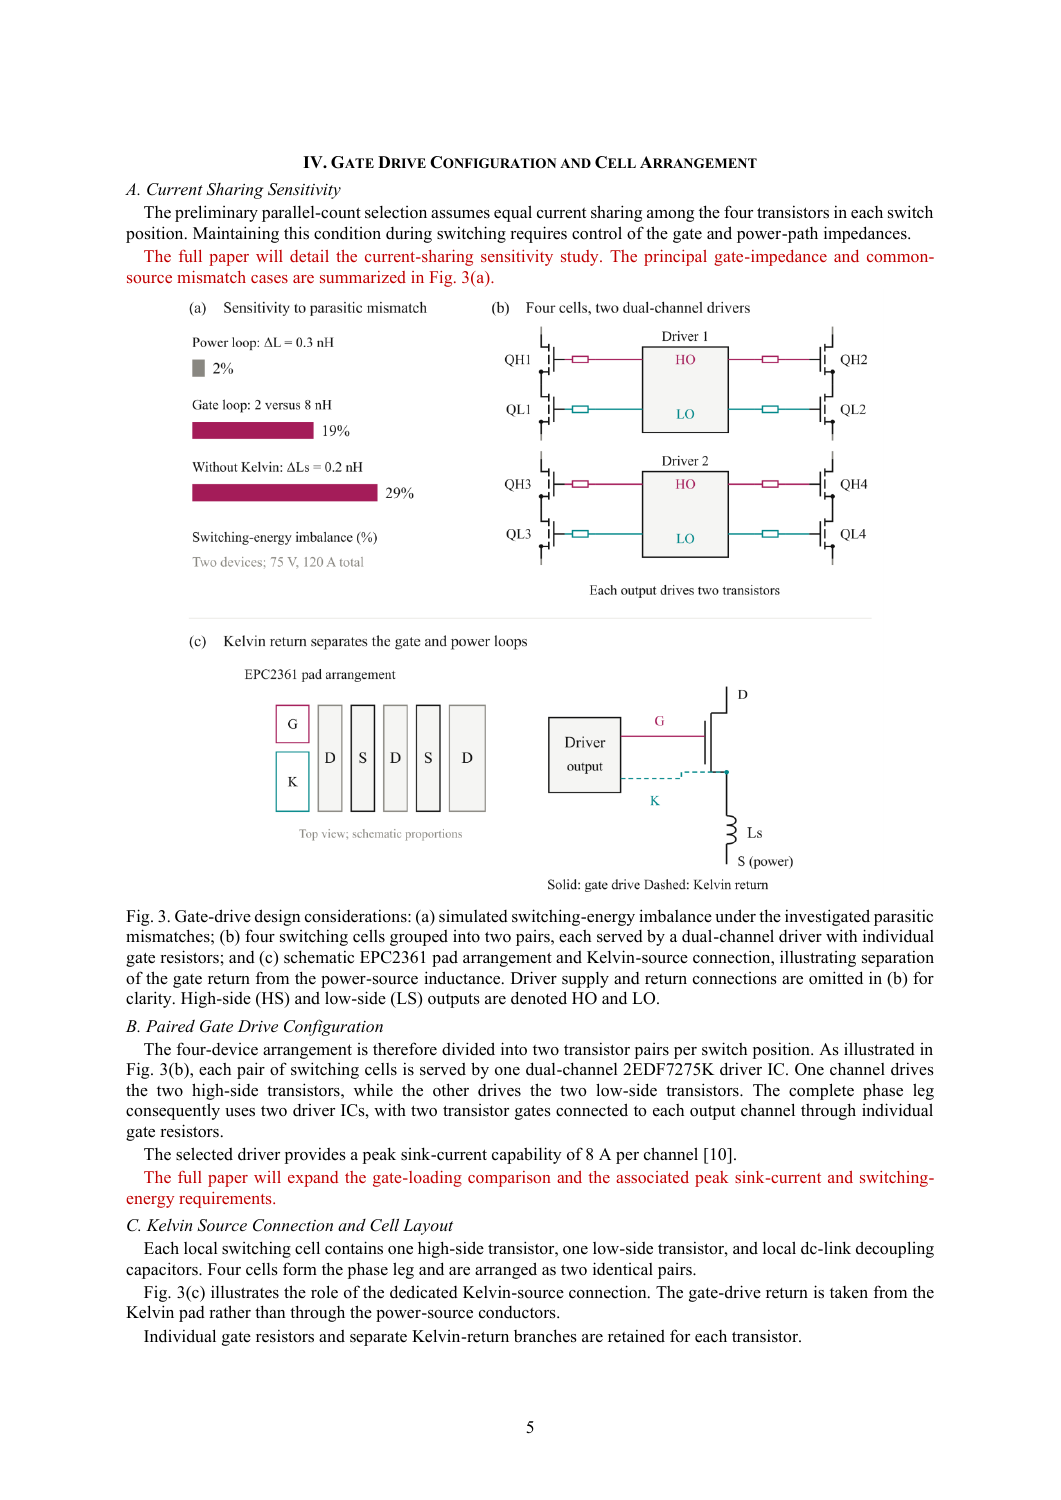 IV. GATE DRIVE CONFIGURATION AND CELL ARRANGEMENT
A. Current Sharing Sensitivity
The preliminary parallel-count selection assumes equal current sharing among the four transistors in each switch
position. Maintaining this condition during switching requires control of the gate and power-path impedances.
The full paper will detail the current-sharing sensitivity study. The principal gate-impedance and common-
source mismatch cases are summarized in Fig. 3(a).
(a) Sensitivity to parasitic mismatch
Power loop: ΔL = 0.3 nH
2%
Gate loop: 2 versus 8 nH
19%
Without Kelvin: ΔLs = 0.2 nH
29%
Switching-energy imbalance (%)
Two devices; 75 V, 120 A total
(b) Four cells, two dual-channel drivers
Driver 1
QH1 HO QH2
QL1 LO QL2
Driver 2
QH3 HO QH4
QL3 LO QL4
Each output drives two transistors
(c) Kelvin return separates the gate and power loops
EPC2361 pad arrangement
G
K
D S D S D
Top view; schematic proportions
D
G
Driver
output
K
Ls
S (power)
Solid: gate drive Dashed: Kelvin return
Fig. 3. Gate-drive design considerations: (a) simulated switching-energy imbalance under the investigated parasitic
mismatches; (b) four switching cells grouped into two pairs, each served by a dual-channel driver with individual
gate resistors; and (c) schematic EPC2361 pad arrangement and Kelvin-source connection, illustrating separation
of the gate return from the power-source inductance. Driver supply and return connections are omitted in (b) for
clarity. High-side (HS) and low-side (LS) outputs are denoted HO and LO.
B. Paired Gate Drive Configuration
The four-device arrangement is therefore divided into two transistor pairs per switch position. As illustrated in
Fig. 3(b), each pair of switching cells is served by one dual-channel 2EDF7275K driver IC. One channel drives
the two high-side transistors, while the other drives the two low-side transistors. The complete phase leg
consequently uses two driver ICs, with two transistor gates connected to each output channel through individual
gate resistors.
The selected driver provides a peak sink-current capability of 8 A per channel [10].
The full paper will expand the gate-loading comparison and the associated peak sink-current and switching-
energy requirements.
C. Kelvin Source Connection and Cell Layout
Each local switching cell contains one high-side transistor, one low-side transistor, and local dc-link decoupling
capacitors. Four cells form the phase leg and are arranged as two identical pairs.
Fig. 3(c) illustrates the role of the dedicated Kelvin-source connection. The gate-drive return is taken from the
Kelvin pad rather than through the power-source conductors.
Individual gate resistors and separate Kelvin-return branches are retained for each transistor.
5